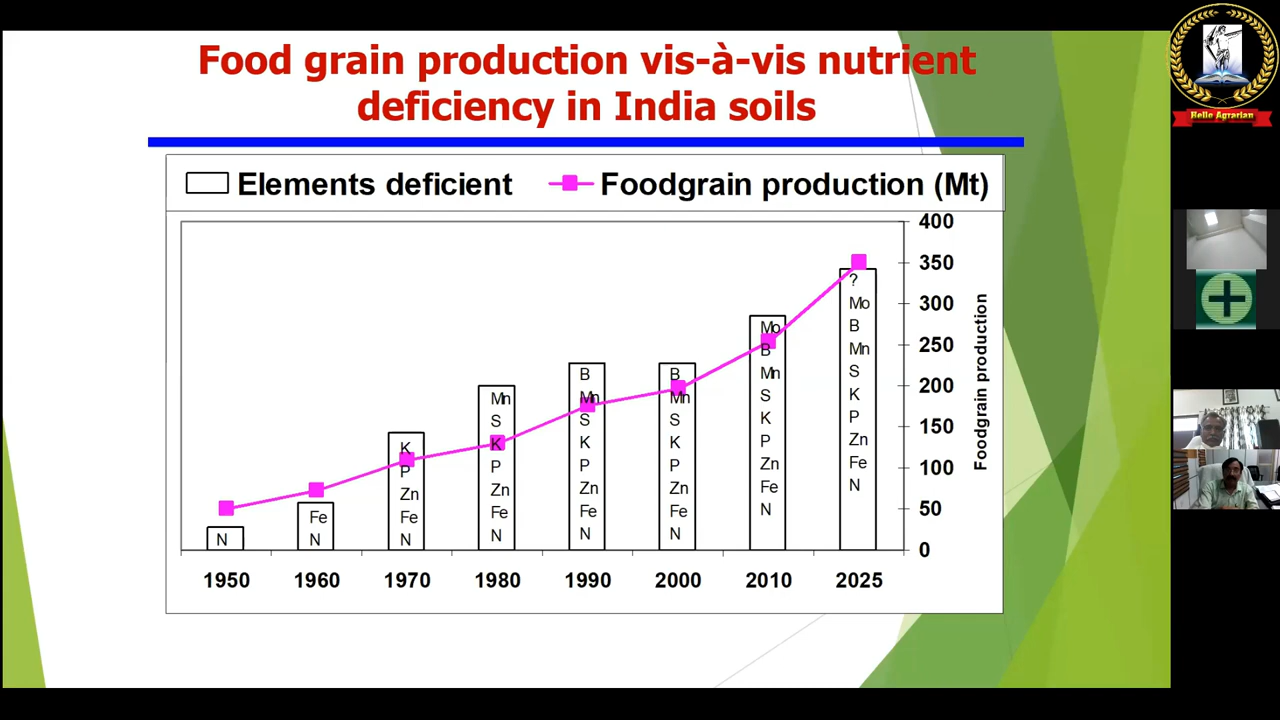 Food grain production vis-à-vis nutrient
deficiency in India soils
Hello Agrarian
Elements deficient
Foodgrain production (Mt)
400
350
300
250
200
150
100
50
0
Foodgrain production
N
Fe
N
K
P
Zn
Fe
N
Mn
S
K
P
Zn
Fe
N
B
Mn
S
K
P
Zn
Fe
N
B
Mn
S
K
P
Zn
Fe
N
Mo
B
Mn
S
K
P
Zn
Fe
N
?
Mo
B
Mn
S
K
P
Zn
Fe
N
1950 1960 1970 1980 1990 2000 2010 2025